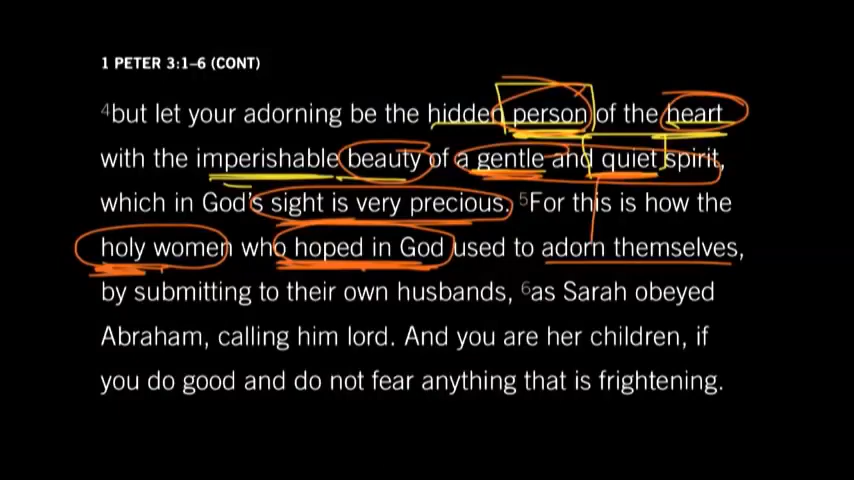 1 PETER 3:1–6 (CONT)
4but let your adorning be the hidden person of the heart
with the imperishable beauty of a gentle and quiet spirit,
which in God's sight is very precious. 5For this is how the
holy women who hoped in God used to adorn themselves,
by submitting to their own husbands, 6as Sarah obeyed
Abraham, calling him lord. And you are her children, if
you do good and do not fear anything that is frightening.